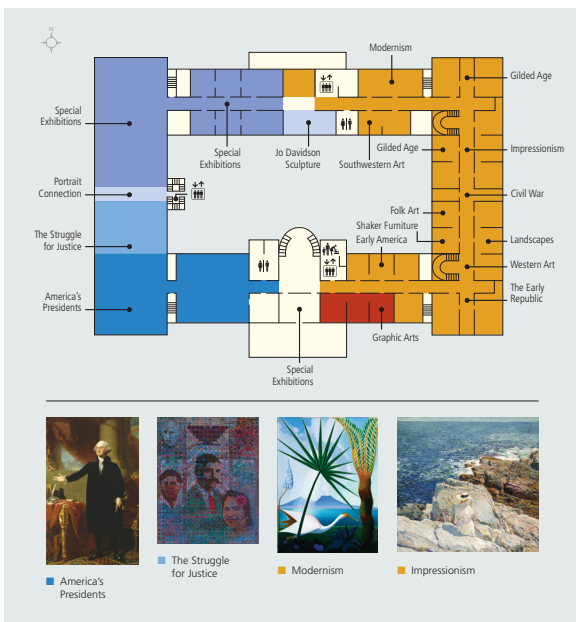 N
Modernism
Gilded Age
Special
Exhibitions
Special
Exhibitions
Jo Davidson
Sculpture
Southwestern Art
Gilded Age
Impressionism
Portrait
Connection
Civil War
Folk Art
Shaker Furniture
Early America
The Struggle
for Justice
Landscapes
Western Art
America's
Presidents
The Early
Republic
Graphic Arts
Special
Exhibitions
America's
Presidents
The Struggle
for Justice
Modernism
Impressionism